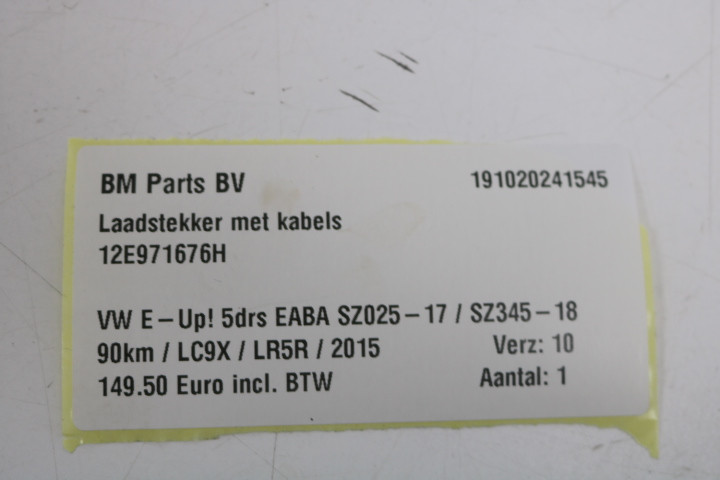 BM Parts BV 191020241545
Laadstekker met kabels
12E971676H
VW E-Up! 5drs EABA SZ025-17 / SZ345-18
90km / LC9X / LR5R / 2015 Verz: 10
149.50 Euro incl. BTW Aantal: 1